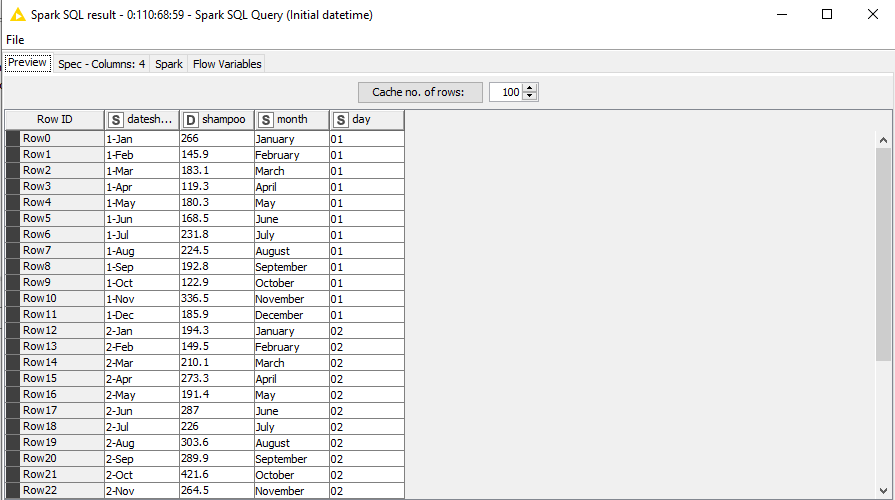 Spark SQL result - 0:110:68:59 - Spark SQL Query (Initial datetime)
File
Preview Spec - Columns: 4 Spark Flow Variables
Cache no. of rows: 100
Row ID S datesh... D shampoo S month S day
Row0 1-Jan 266 January 01
Row1 1-Feb 145.9 February 01
Row2 1-Mar 183.1 March 01
Row3 1-Apr 119.3 April 01
Row4 1-May 180.3 May 01
Row5 1-Jun 168.5 June 01
Row6 1-Jul 231.8 July 01
Row7 1-Aug 224.5 August 01
Row8 1-Sep 192.8 September 01
Row9 1-Oct 122.9 October 01
Row10 1-Nov 336.5 November 01
Row11 1-Dec 185.9 December 01
Row12 2-Jan 194.3 January 02
Row13 2-Feb 149.5 February 02
Row14 2-Mar 210.1 March 02
Row15 2-Apr 273.3 April 02
Row16 2-May 191.4 May 02
Row17 2-Jun 287 June 02
Row18 2-Jul 226 July 02
Row19 2-Aug 303.6 August 02
Row20 2-Sep 289.9 September 02
Row21 2-Oct 421.6 October 02
Row22 2-Nov 264.5 November 02